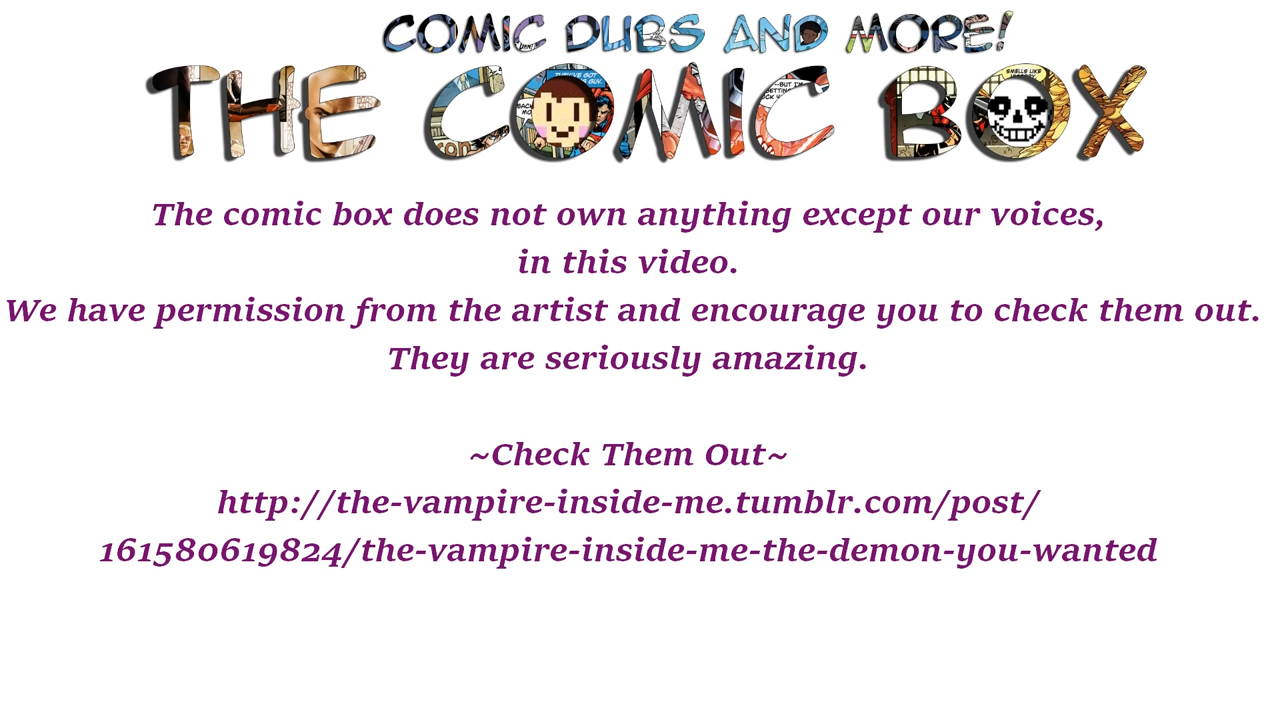 COMIC DUBS AND MORE!
THE COMIC BOX
The comic box does not own anything except our voices,
in this video.
We have permission from the artist and encourage you to check them out.
They are seriously amazing.
~Check Them Out~
http://the-vampire-inside-me.tumblr.com/post/
161580619824/the-vampire-inside-me-the-demon-you-wanted